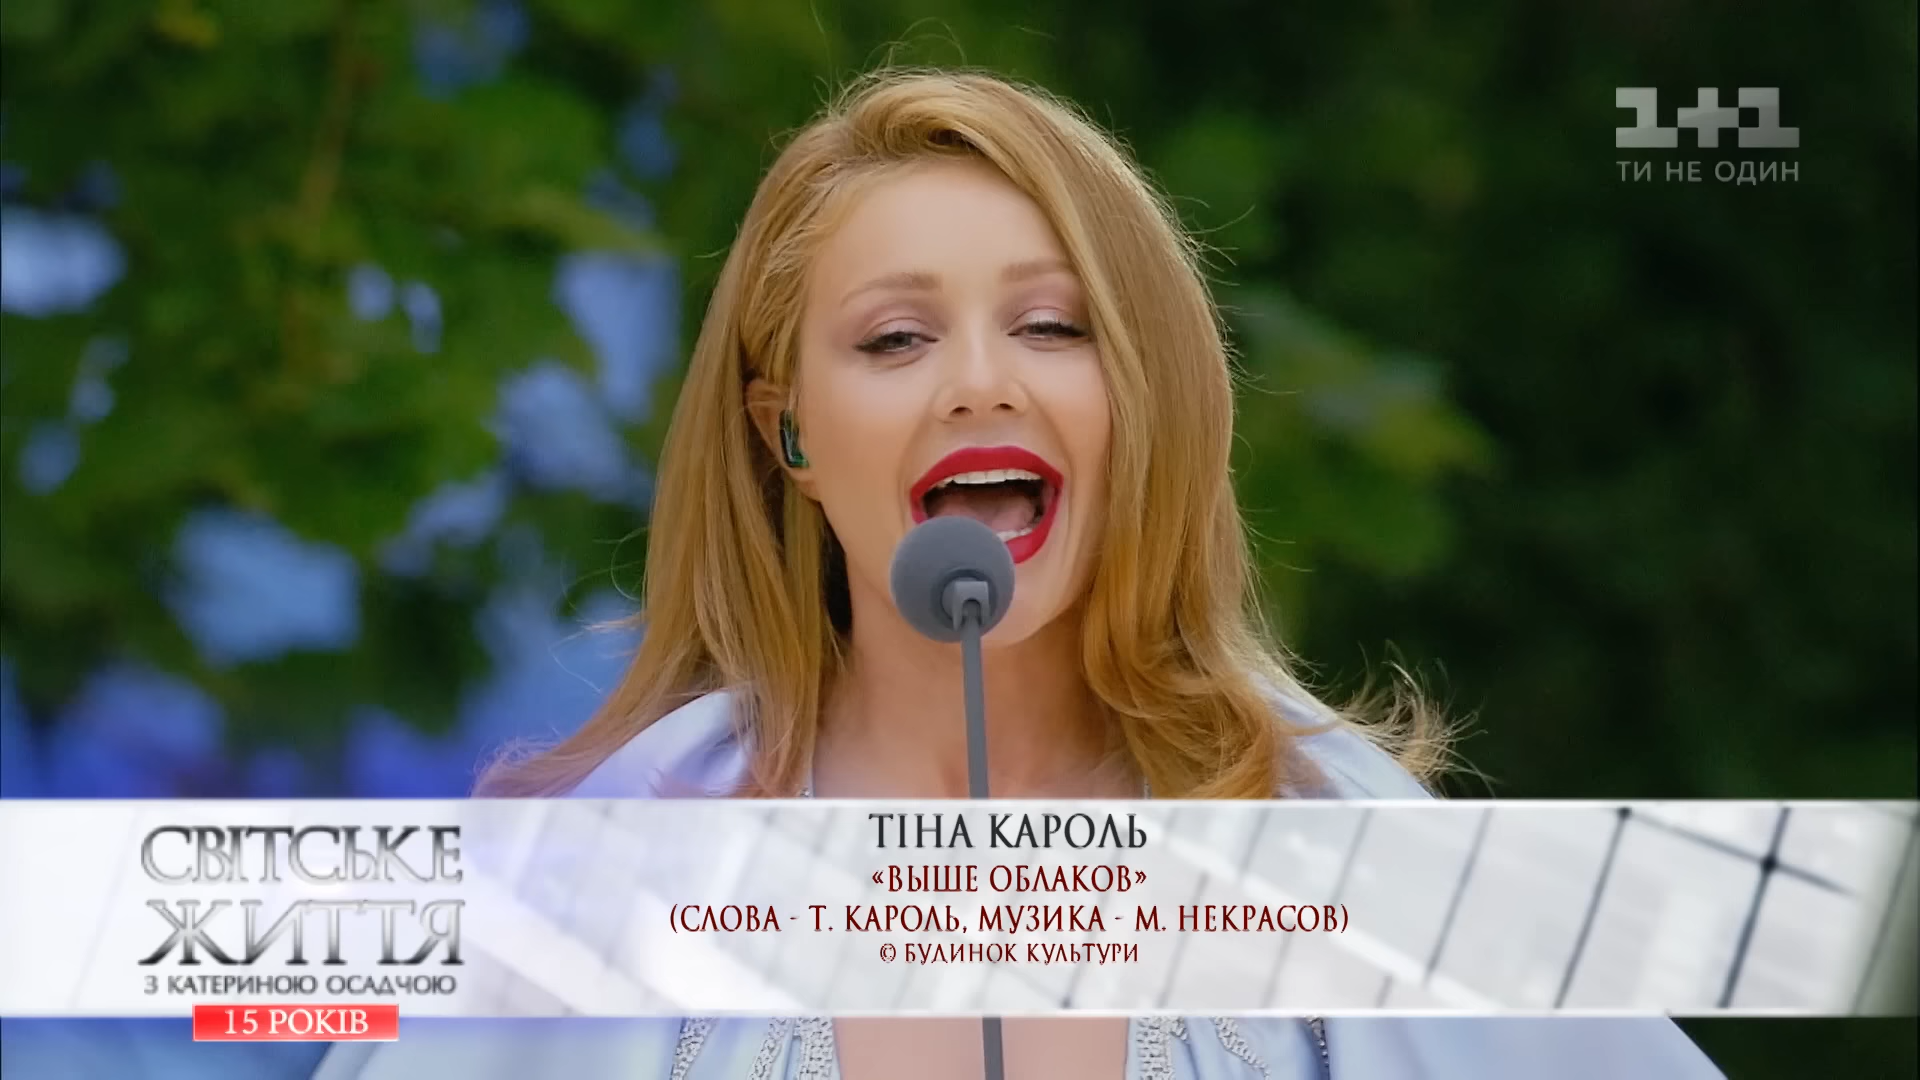 1+1
ТИ НЕ ОДИН
ТІНА КАРОЛЬ
«ВЫШЕ ОБЛАКОВ»
(СЛОВА - Т. КАРОЛЬ, МУЗИКА - М. НЕКРАСОВ)
© БУДИНОК КУЛЬТУРИ
СВІТСЬКЕ
ЖИТТЯ
З КАТЕРИНОЮ ОСАДЧОЮ
15 РОКІВ